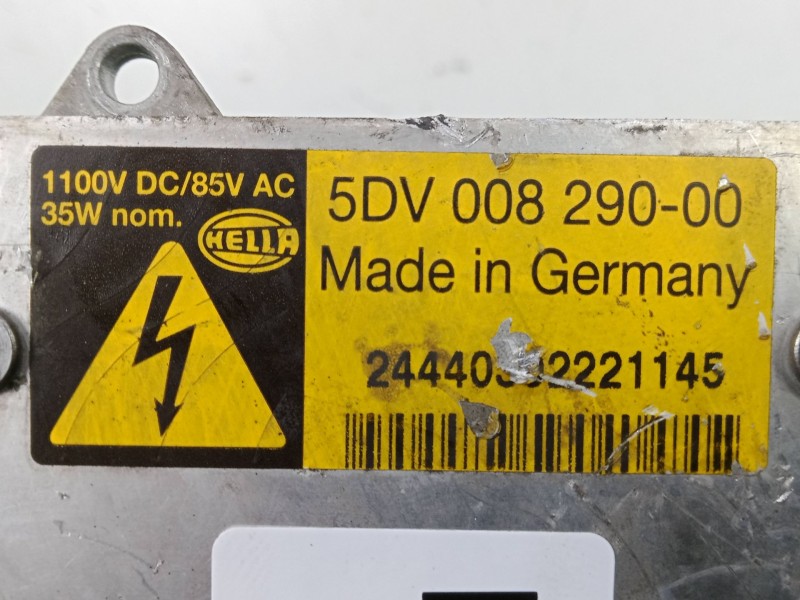 1100V DC/85V AC
35W nom.
HELLA
5DV 008 290-00
Made in Germany